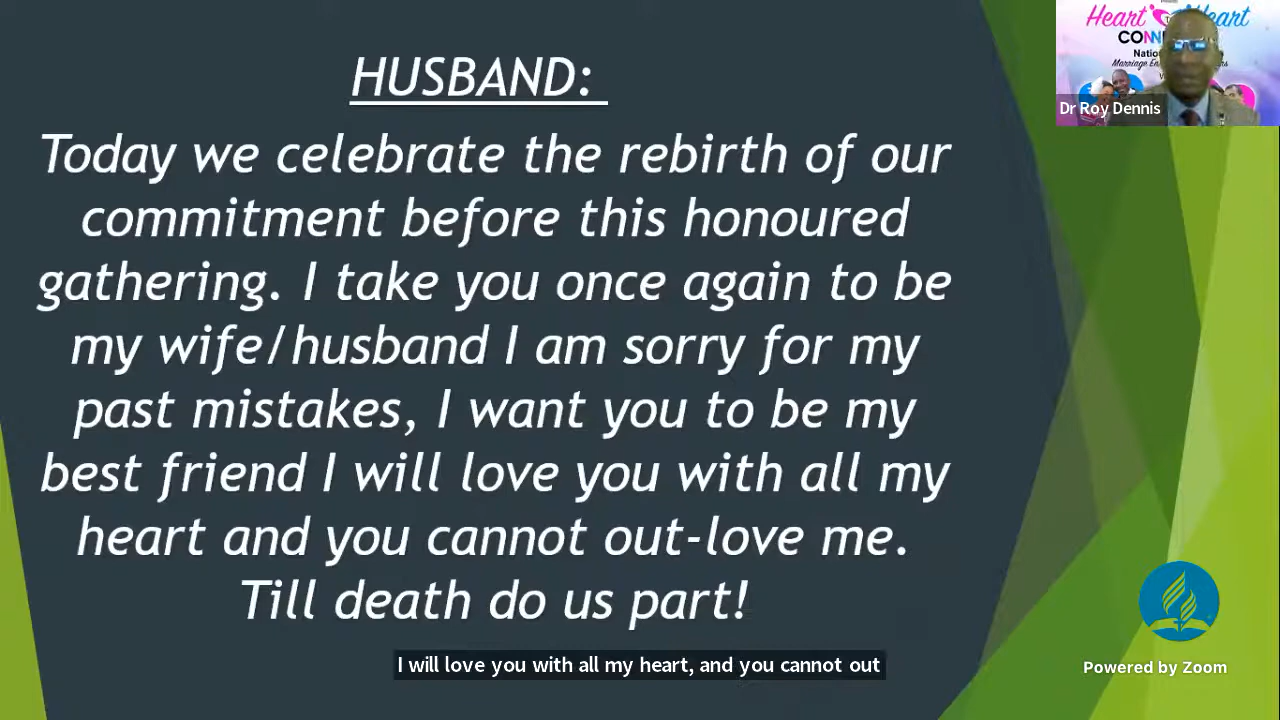 HUSBAND:
Today we celebrate the rebirth of our
commitment before this honoured
gathering. I take you once again to be
my wife/husband I am sorry for my
past mistakes, I want you to be my
best friend I will love you with all my
heart and you cannot out-love me.
Till death do us part!
I will love you with all my heart, and you cannot out
Heart
Dr Roy Dennis
Powered by Zoom